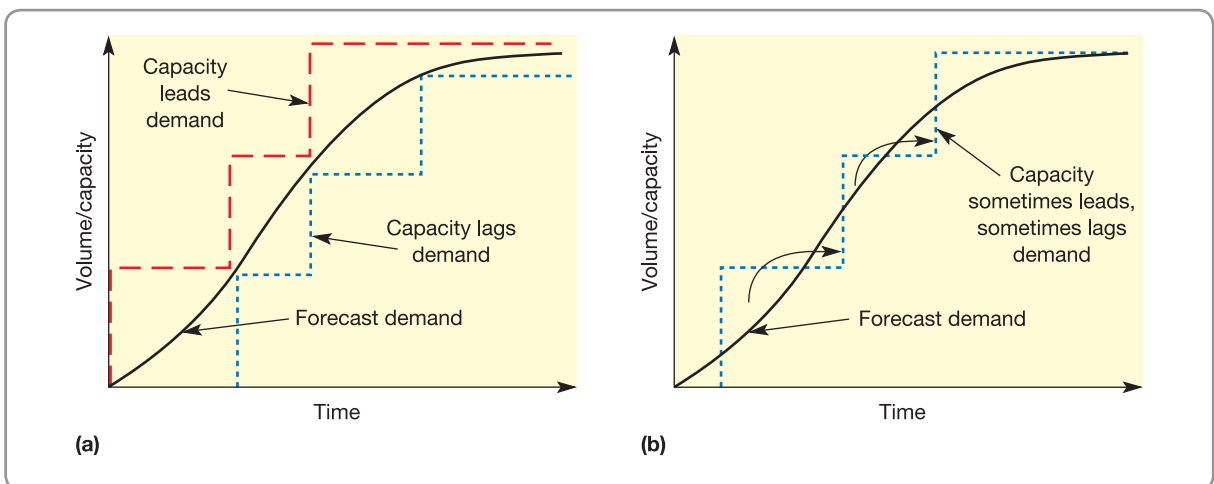 Capacity
leads
demand
Volume/capacity
Capacity lags
demand
Forecast demand
Time
(a)
Volume/capacity
Capacity
sometimes leads,
sometimes lags
demand
Forecast demand
Time
(b)